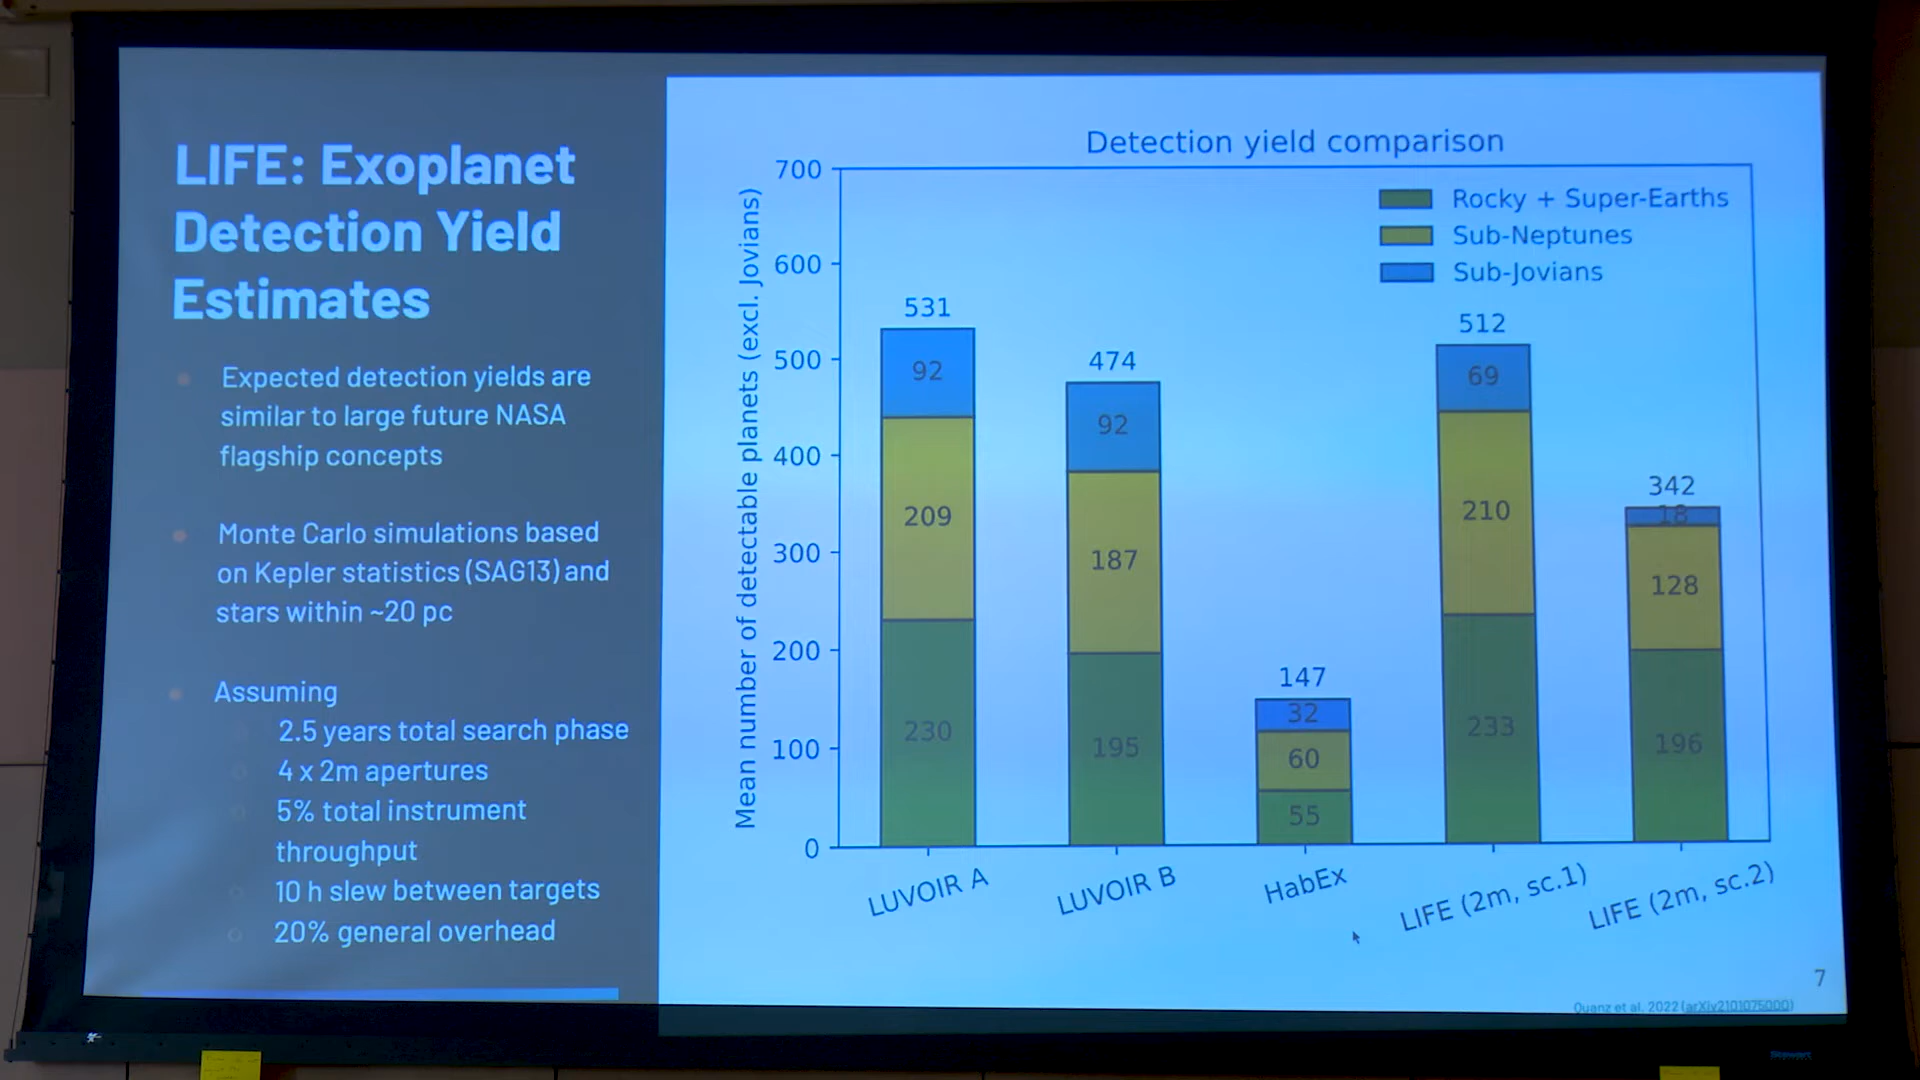 LIFE: Exoplanet
Detection Yield
Estimates
Expected detection yields are
similar to large future NASA
flagship concepts
Monte Carlo simulations based
on Kepler statistics (SAG13) and
stars within ~20 pc
Assuming
2.5 years total search phase
4 x 2m apertures
5% total instrument
throughput
10 h slew between targets
20% general overhead
Detection yield comparison
Mean number of detectable planets (excl. Jovians)
700
600
500
400
300
200
100
0
Rocky + Super-Earths
Sub-Neptunes
Sub-Jovians
531
92
209
230
474
92
187
195
147
32
60
55
512
69
210
233
342
18
128
196
LUVOIR A
LUVOIR B
HabEx
LIFE (2m, sc.1)
LIFE (2m, sc.2)
7
Quanz et al. 2022 (arXiv2101075000)
Stewart